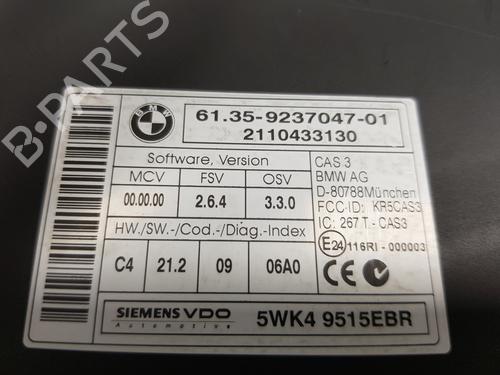 B-PARTS
BMW
61.35-9237047-01
2110433130
Software, Version
MCV FSV OSV
00.00.00 2.6.4 3.3.0
HW./SW.-/Cod.-/Diag.-Index
C4 21.2 09 06A0
CAS 3
BMW AG
D-80788München
FCC-ID: KR5CAS3
IC: 267 T.- CAS3
E24 116RI - 000003
CE
SIEMENS VDO
Automotive
5WK4 9515EBR